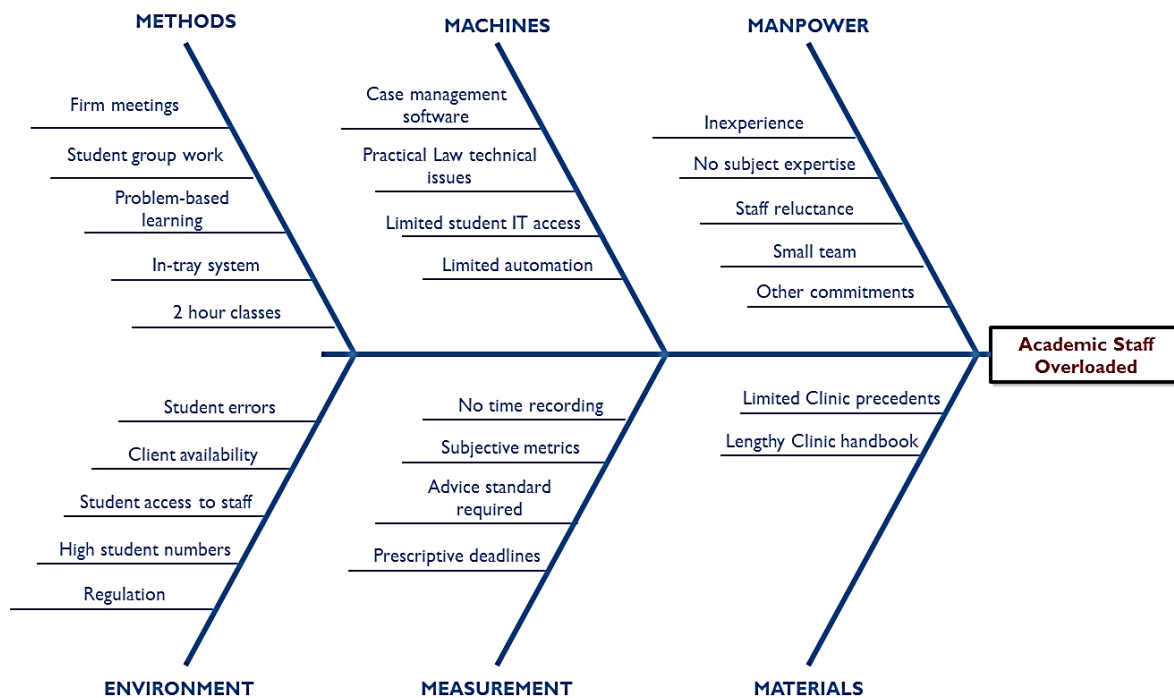 METHODS
MACHINES
MANPOWER
Firm meetings
Student group work
Problem-based
learning
In-tray system
2 hour classes
Case management
software
Practical Law technical
issues
Limited student IT access
Limited automation
Inexperience
No subject expertise
Staff reluctance
Small team
Other commitments
Academic Staff
Overloaded
Student errors
Client availability
Student access to staff
High student numbers
Regulation
No time recording
Subjective metrics
Advice standard
required
Prescriptive deadlines
Limited Clinic precedents
Lengthy Clinic handbook
ENVIRONMENT
MEASUREMENT
MATERIALS